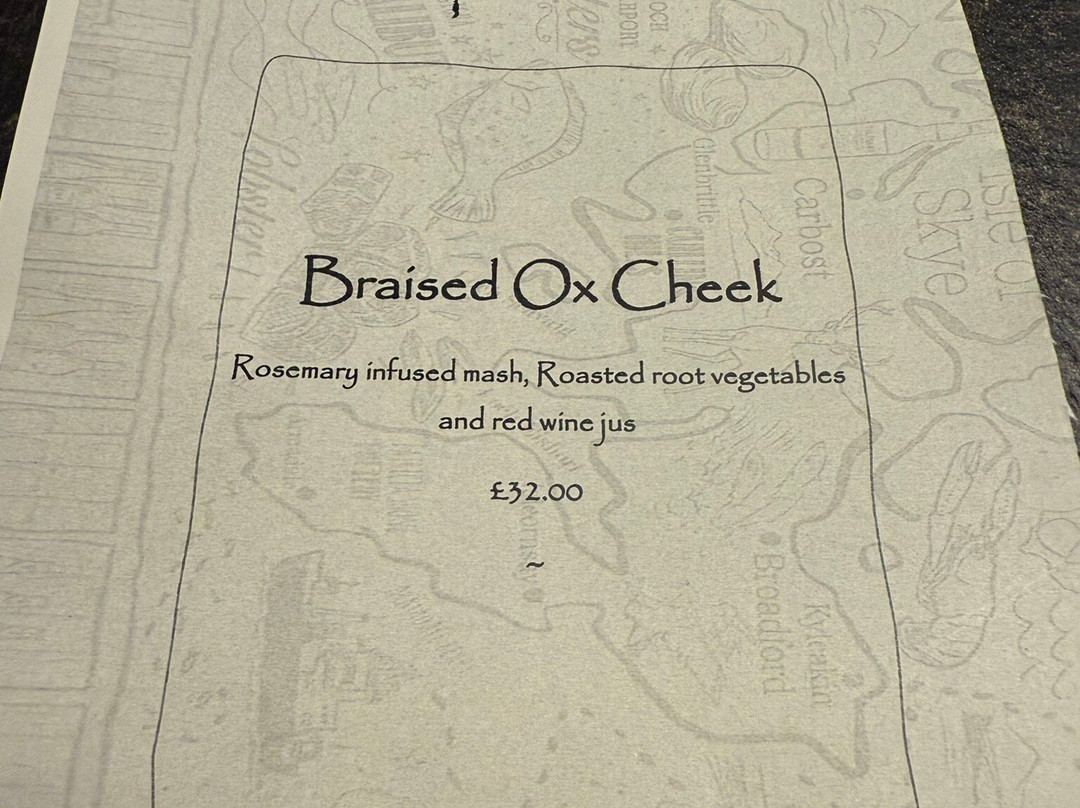 Braised Ox Cheek
Rosemary infused mash, Roasted root vegetables
and red wine jus
£32.00
~
Lobster
Glenbrittle
Carbost
Isle of
Skye
Broadford
Kyleakin